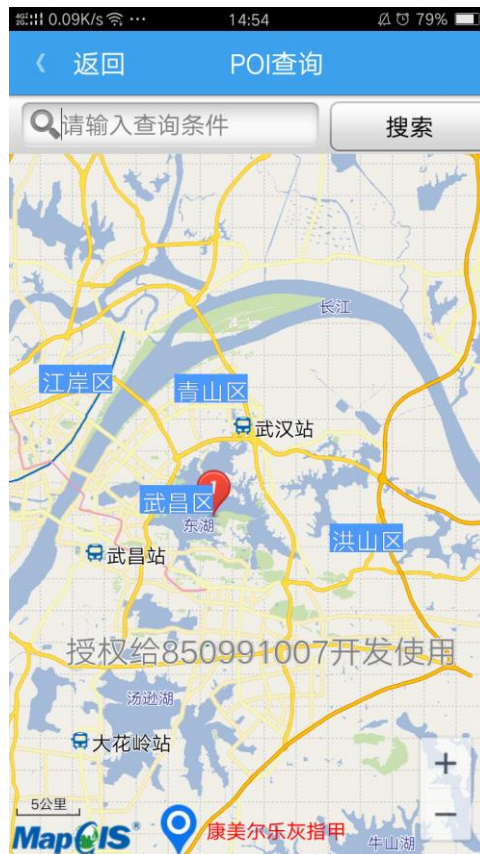 0.09K/s ··· 14:54 79%
返回 POI查询
请输入查询条件 搜索
长江
江岸区
青山区
武汉站
1
武昌区
东湖
洪山区
武昌站
授权给850991007开发使用
汤逊湖
大花岭站
+
5公里
−
MapGIS
康美尔乐灰指甲
牛山湖